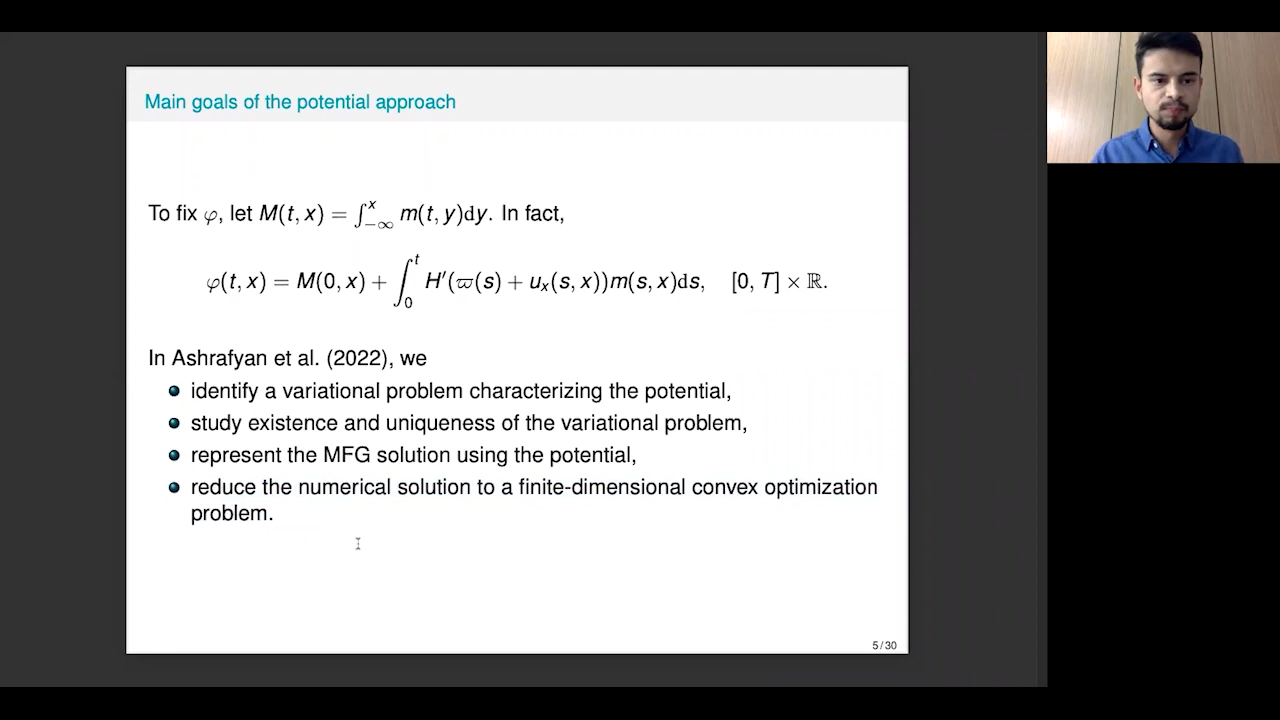 Main goals of the potential approach
To fix φ, let M(t, x) = ∫_{−∞}^{x} m(t, y)dy. In fact,
φ(t, x) = M(0, x) + ∫_0^t H′(ϖ(s) + u_x(s, x))m(s, x)ds, [0, T] × ℝ.
In Ashrafyan et al. (2022), we
identify a variational problem characterizing the potential,
study existence and uniqueness of the variational problem,
represent the MFG solution using the potential,
reduce the numerical solution to a finite-dimensional convex optimization
problem.
5/30